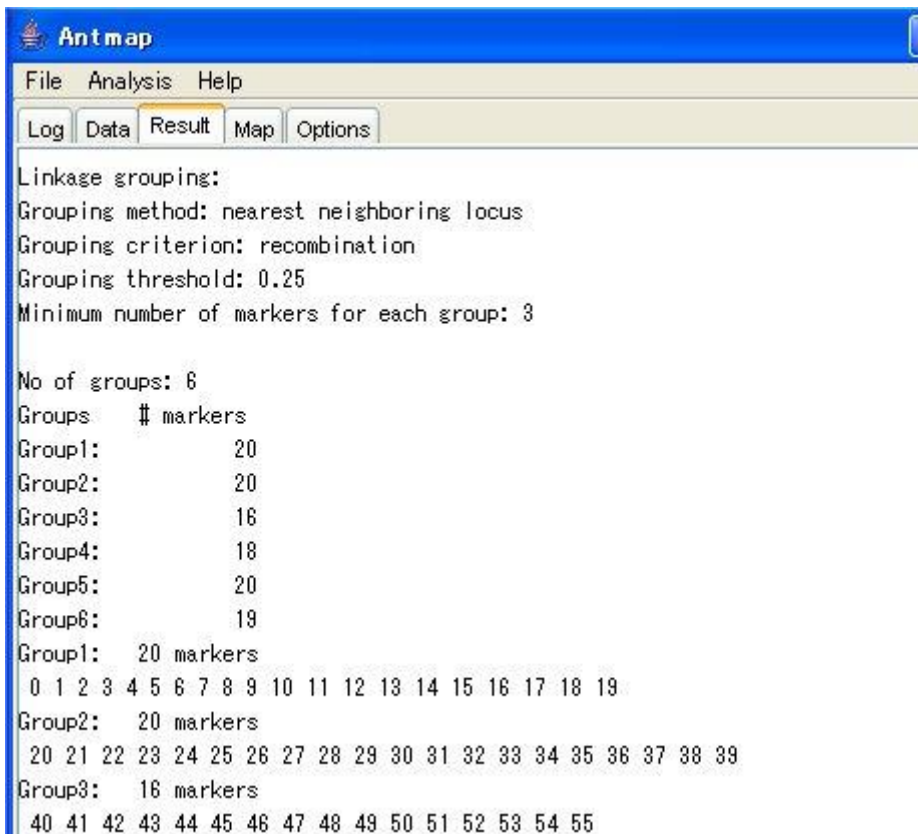 Antmap
File Analysis Help
Log Data Result Map Options
Linkage grouping:
Grouping method: nearest neighboring locus
Grouping criterion: recombination
Grouping threshold: 0.25
Minimum number of markers for each group: 3
No of groups: 6
Groups # markers
Group1: 20
Group2: 20
Group3: 16
Group4: 18
Group5: 20
Group6: 19
Group1: 20 markers
0 1 2 3 4 5 6 7 8 9 10 11 12 13 14 15 16 17 18 19
Group2: 20 markers
20 21 22 23 24 25 26 27 28 29 30 31 32 33 34 35 36 37 38 39
Group3: 16 markers
40 41 42 43 44 45 46 47 48 49 50 51 52 53 54 55